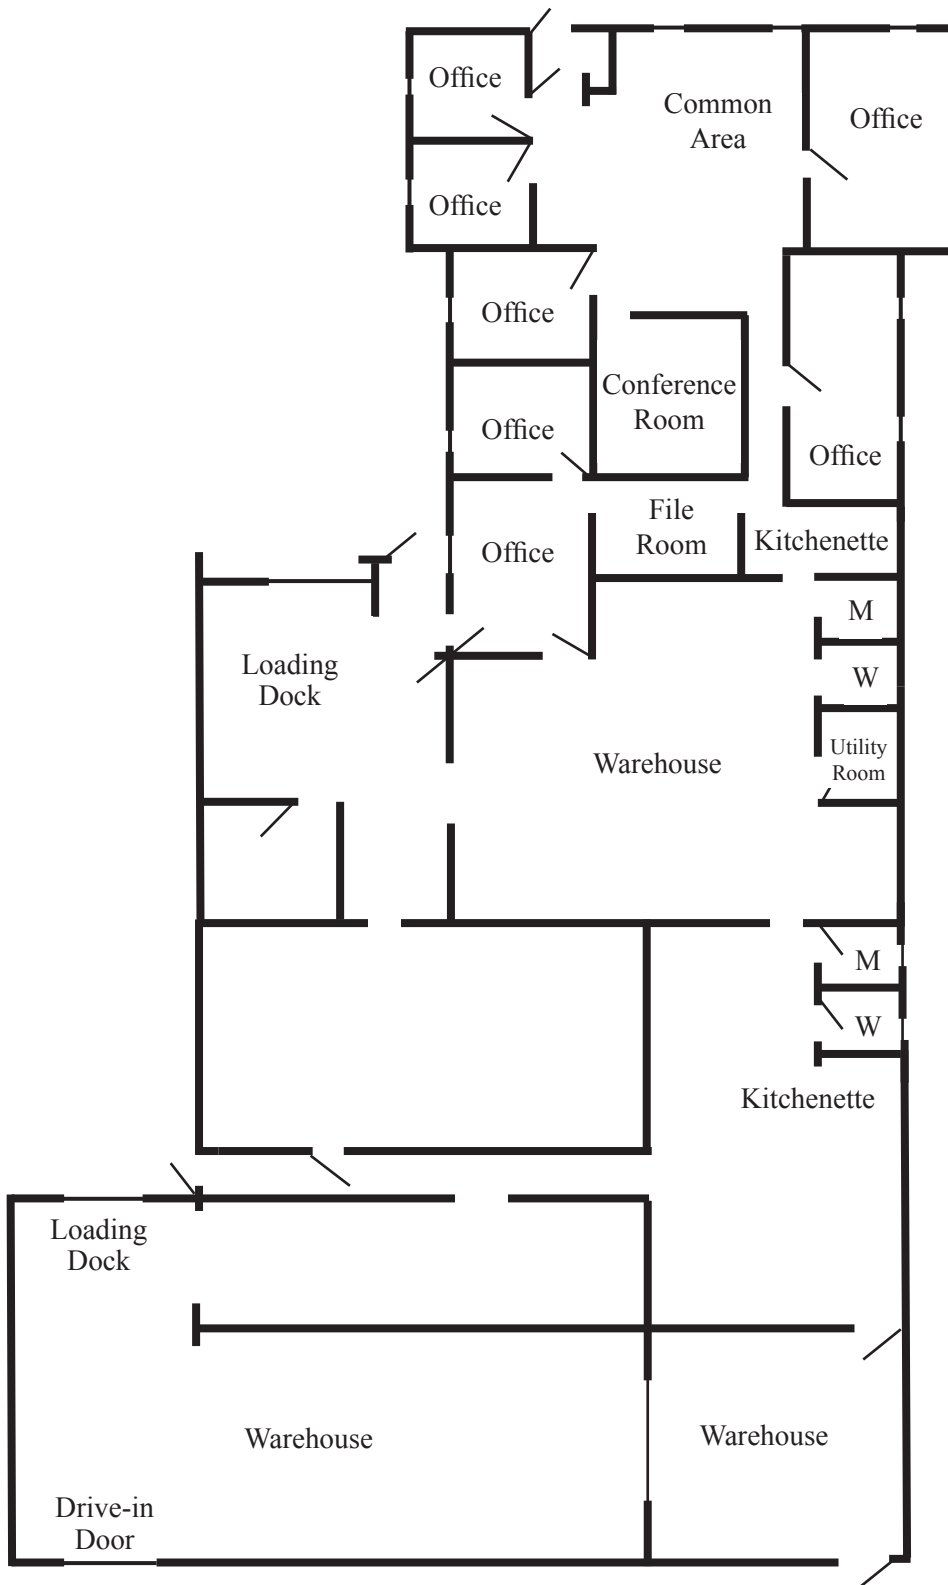 Office
Common
Area
Office
Office
Office
Conference
Room
Office
Office
File
Room
Kitchenette
Office
M
Loading
Dock
W
Utility
Room
Warehouse
M
W
Kitchenette
Loading
Dock
Warehouse
Warehouse
Drive-in
Door